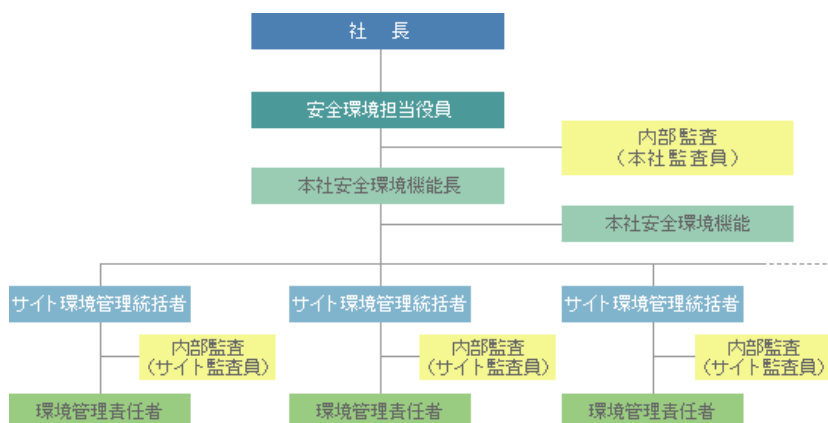 社　長
安全環境担当役員
内部監査
（本社監査員）
本社安全環境機能長
本社安全環境機能
サイト環境管理統括者
サイト環境管理統括者
サイト環境管理統括者
内部監査
（サイト監査員）
内部監査
（サイト監査員）
内部監査
（サイト監査員）
環境管理責任者
環境管理責任者
環境管理責任者